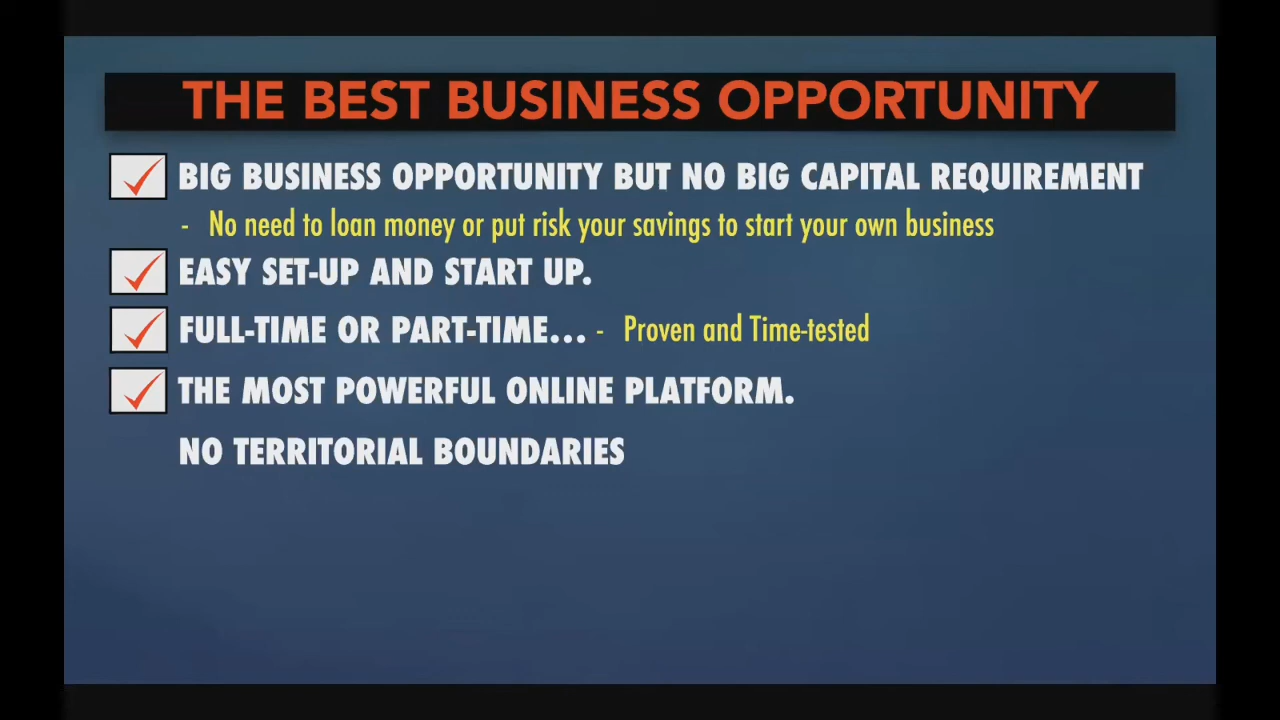 THE BEST BUSINESS OPPORTUNITY
BIG BUSINESS OPPORTUNITY BUT NO BIG CAPITAL REQUIREMENT
- No need to loan money or put risk your savings to start your own business
EASY SET-UP AND START UP.
FULL-TIME OR PART-TIME... - Proven and Time-tested
THE MOST POWERFUL ONLINE PLATFORM.
NO TERRITORIAL BOUNDARIES